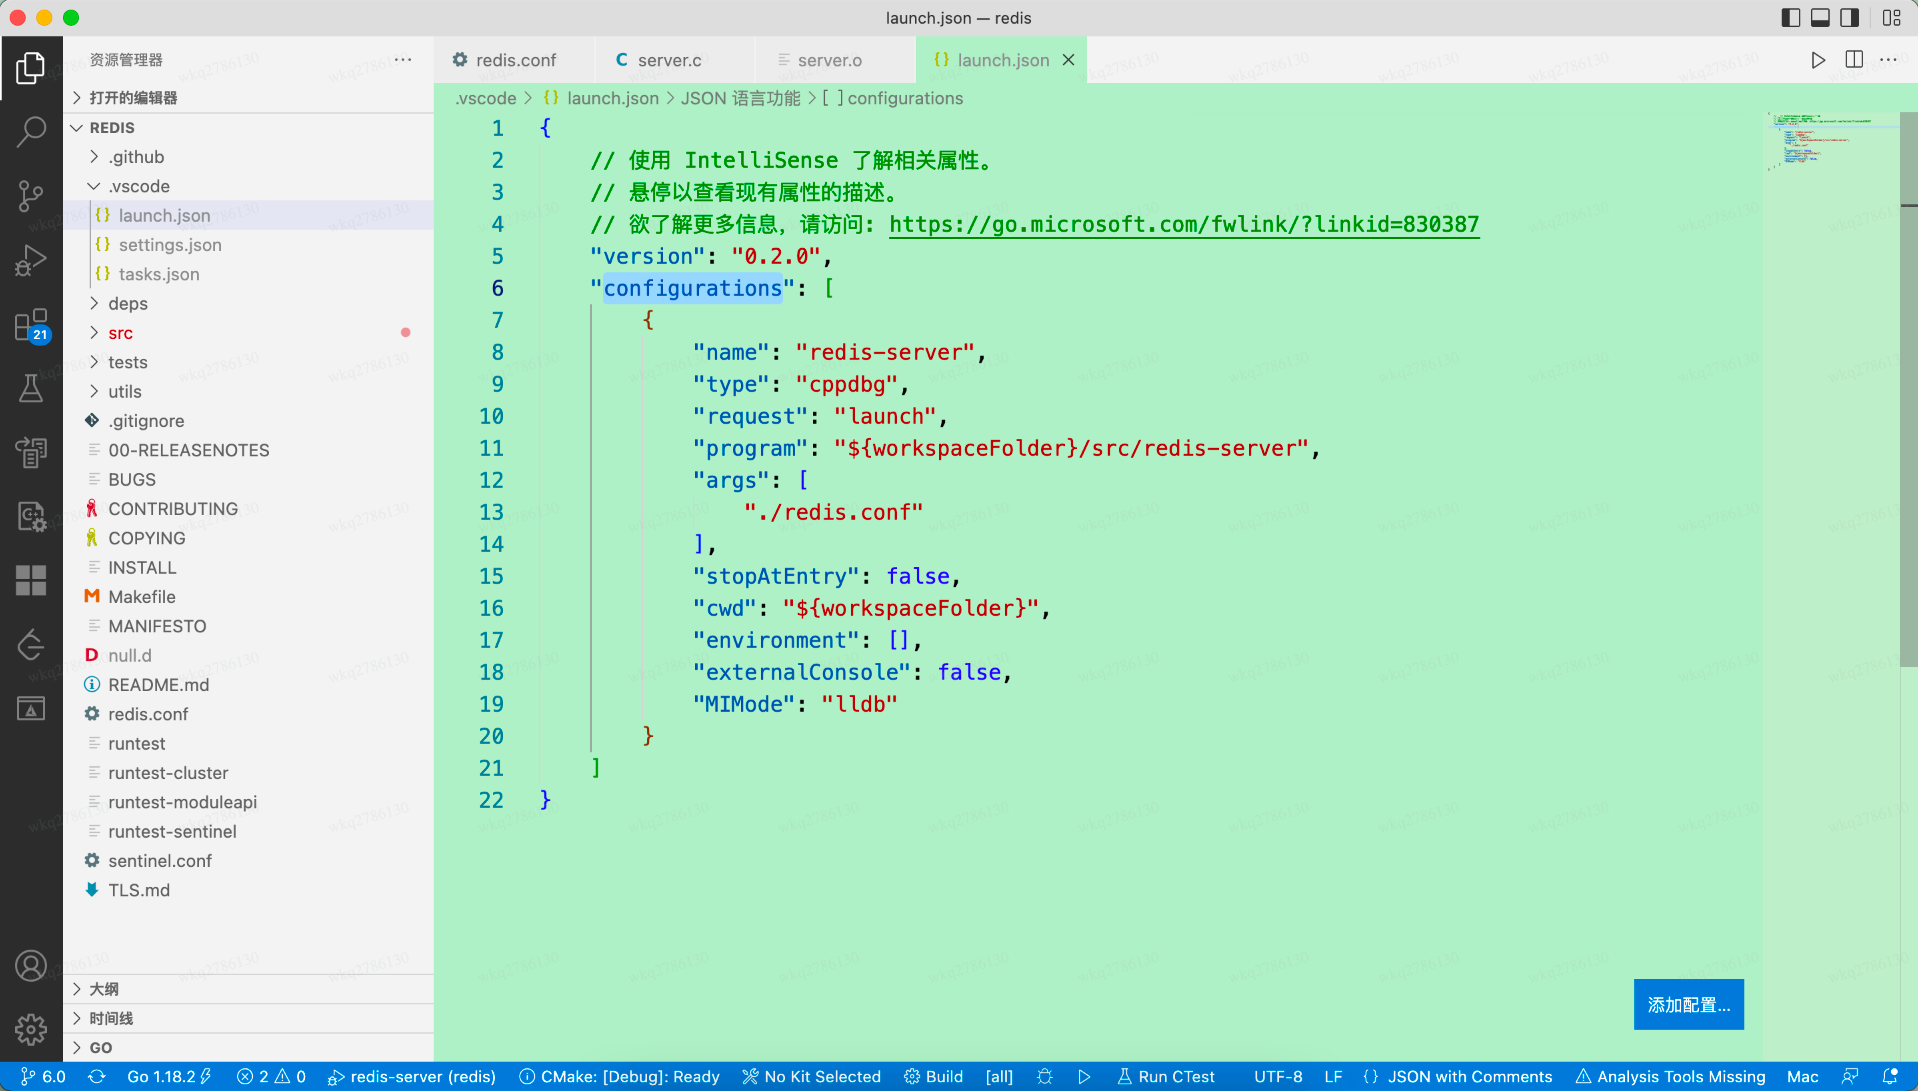 launch.json — redis
资源管理器
打开的编辑器
REDIS
.github
.vscode
launch.json
settings.json
tasks.json
deps
src
tests
utils
.gitignore
00-RELEASENOTES
BUGS
CONTRIBUTING
COPYING
INSTALL
Makefile
MANIFESTO
null.d
README.md
redis.conf
runtest
runtest-cluster
runtest-moduleapi
runtest-sentinel
sentinel.conf
TLS.md
大纲
时间线
GO
21
redis.conf
server.c
server.o
launch.json
.vscode > {} launch.json > JSON 语言功能 > [ ] configurations
1 {
2 // 使用 IntelliSense 了解相关属性。
3 // 悬停以查看现有属性的描述。
4 // 欲了解更多信息，请访问: https://go.microsoft.com/fwlink/?linkid=830387
5 "version": "0.2.0",
6 "configurations": [
7 {
8 "name": "redis-server",
9 "type": "cppdbg",
10 "request": "launch",
11 "program": "${workspaceFolder}/src/redis-server",
12 "args": [
13 "./redis.conf"
14 ],
15 "stopAtEntry": false,
16 "cwd": "${workspaceFolder}",
17 "environment": [],
18 "externalConsole": false,
19 "MIMode": "lldb"
20 }
21 ]
22 }
添加配置...
6.0 Go 1.18.2 2 0 redis-server (redis) CMake: [Debug]: Ready No Kit Selected Build [all] Run CTest UTF-8 LF {} JSON with Comments Analysis Tools Missing Mac
wkq2786130